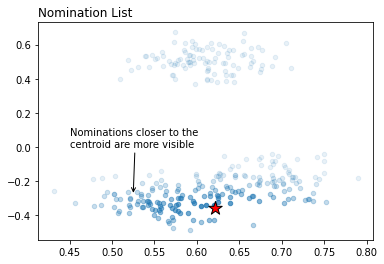 Nomination List
0.6
0.4
0.2
0.0
−0.2
−0.4
Nominations closer to the
centroid are more visible
0.45 0.50 0.55 0.60 0.65 0.70 0.75 0.80